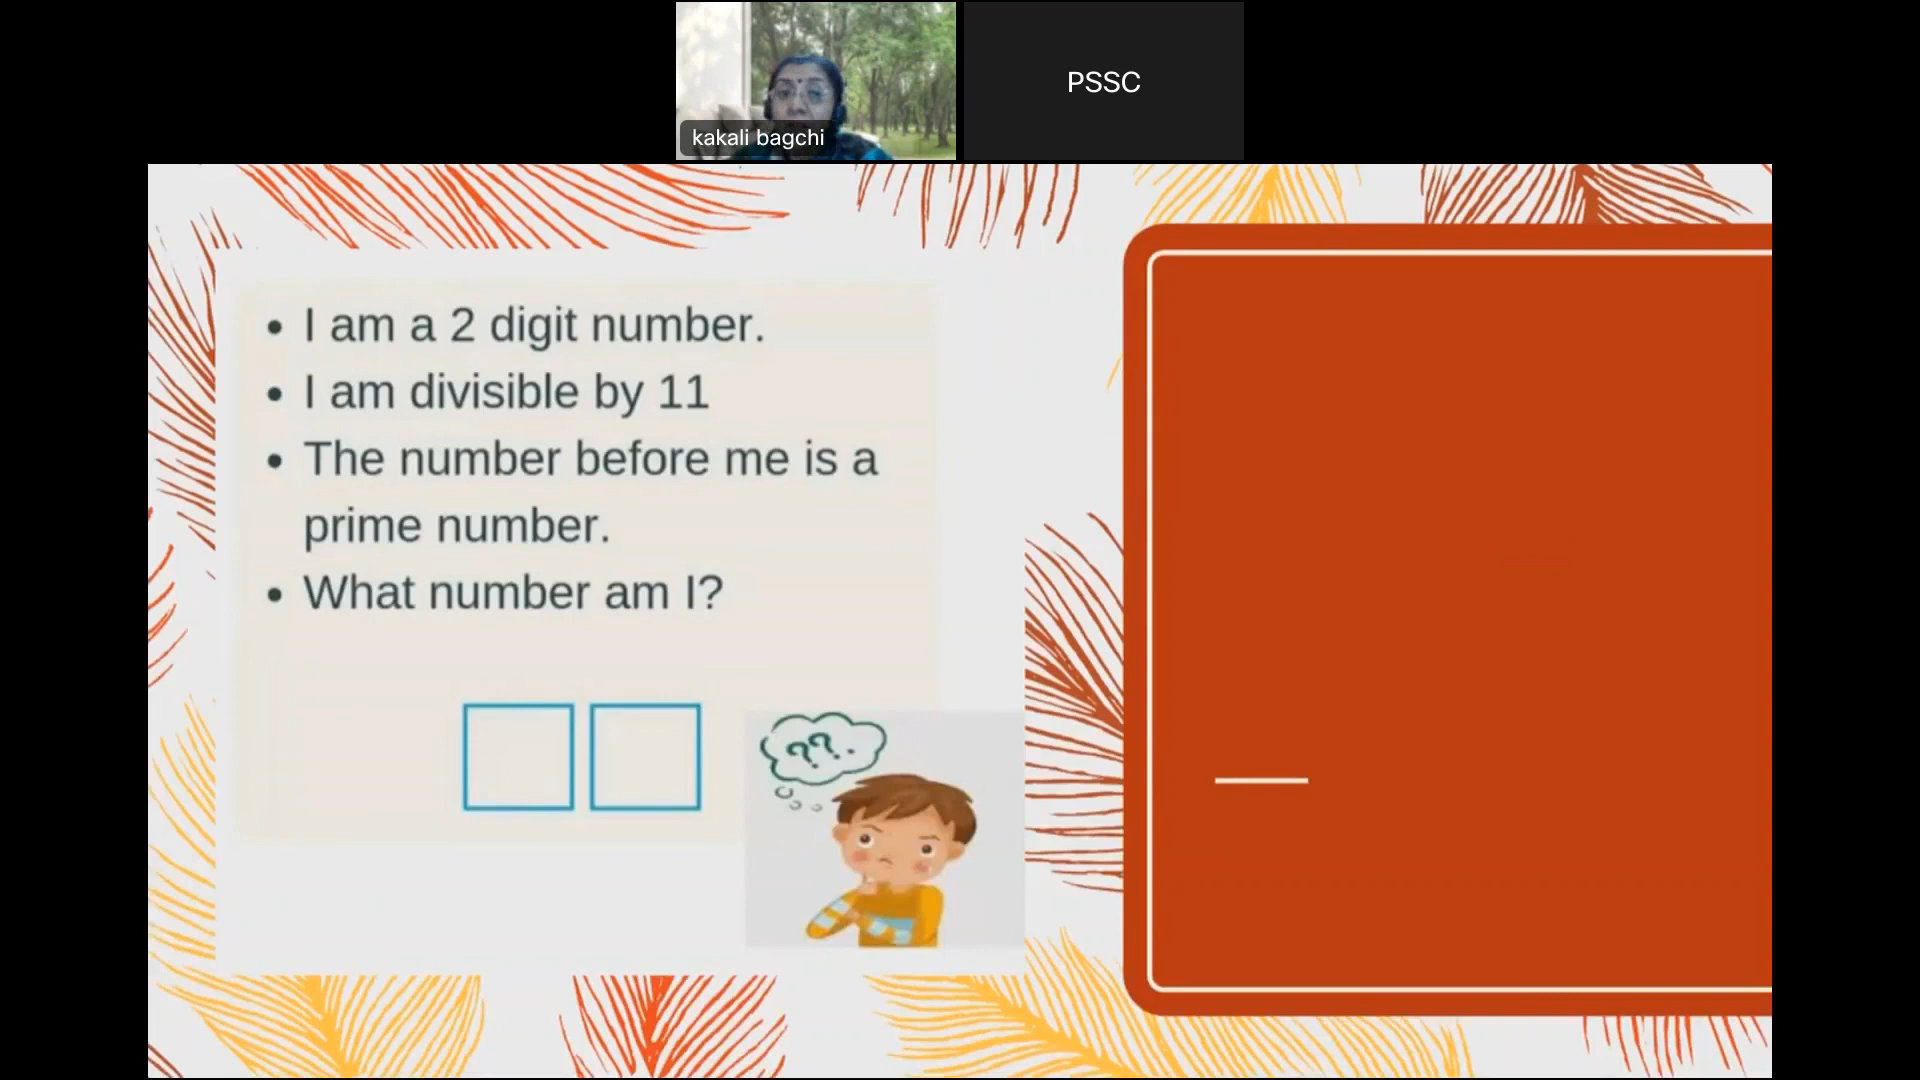 kakali bagchi
PSSC
• I am a 2 digit number.
• I am divisible by 11
• The number before me is a
prime number.
• What number am I?
??.